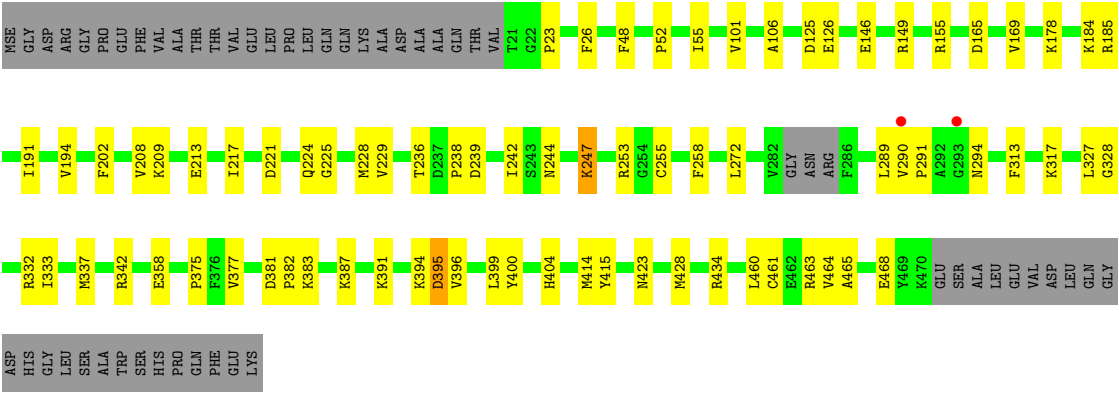 MSE GLY ASP ARG GLY PRO GLU PHE VAL ALA THR THR VAL GLU LEU PRO LEU GLN GLN LYS ALA ASP ALA ALA GLN THR VAL T21 G22 P23 F26 F48 P52 I55 V101 A106 D125 E126 E146 R149 R155 D165 V169 K178 K184 R185
I191 V194 F202 V208 K209 E213 I217 D221 Q224 G225 M228 V229 T236 D237 P238 D239 I242 S243 N244 K247 R253 G254 C255 F258 L272 V282 GLY ASN ARG F286 L289 V290 P291 A292 G293 N294 F313 K317 L327 G328
R332 I333 M337 R342 E358 P375 F376 V377 D381 P382 K383 K387 K391 K394 D395 V396 L399 Y400 H404 M414 Y415 N423 M428 R434 L460 C461 E462 R463 V464 A465 E468 Y469 K470 GLU SER ALA LEU GLU VAL ASP LEU GLN GLY
ASP HIS GLY LEU SER ALA TRP SER HIS PRO GLN PHE GLU LYS